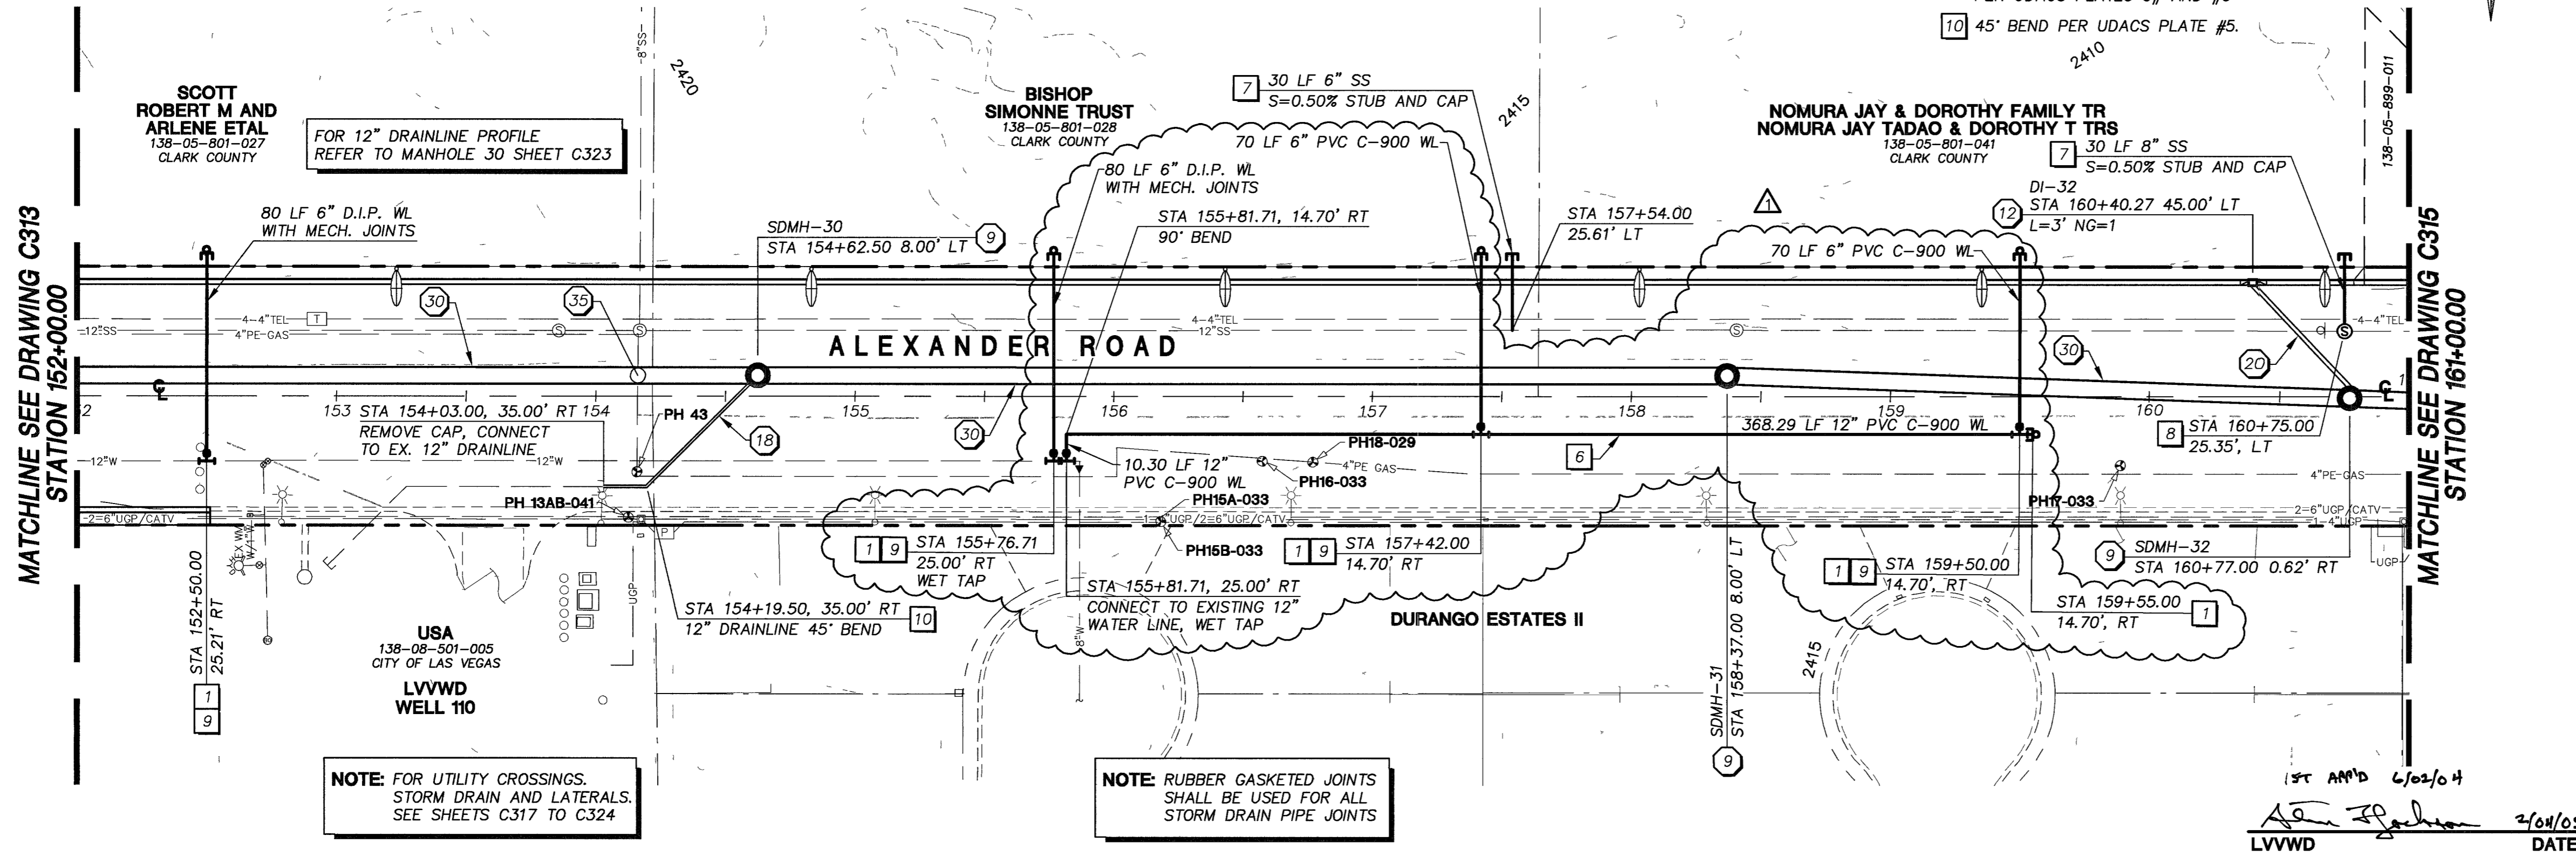 10 45° BEND PER UDACS PLATE #5.
2410
2420
2415
SCOTT
ROBERT M AND
ARLENE ETAL
138-05-801-027
CLARK COUNTY
FOR 12" DRAINLINE PROFILE
REFER TO MANHOLE 30 SHEET C323
8"SS
BISHOP
SIMONNE TRUST
138-05-801-028
CLARK COUNTY
7 30 LF 6" SS
S=0.50% STUB AND CAP
70 LF 6" PVC C-900 WL
NOMURA JAY & DOROTHY FAMILY TR
NOMURA JAY TADAO & DOROTHY T TRS
138-05-801-041
CLARK COUNTY
7 30 LF 8" SS
S=0.50% STUB AND CAP
138-05-899-011
80 LF 6" D.I.P. WL
WITH MECH. JOINTS
SDMH-30
STA 154+62.50 8.00' LT 9
80 LF 6" D.I.P. WL
WITH MECH. JOINTS
STA 155+81.71, 14.70' RT
90° BEND
STA 157+54.00
25.61' LT
1
70 LF 6" PVC C-900 WL
DI-32
12 STA 160+40.27 45.00' LT
L=3' NG=1
MATCHLINE SEE DRAWING C313
STATION 152+00.00
MATCHLINE SEE DRAWING C315
STATION 161+00.00
30
35
4-4"TEL
T
12"SS
4"PE-GAS
S
S
4-4"TEL
12"SS
S
S
4-4"TEL
ALEXANDER ROAD
30
20
153
154
155
156
157
158
159
160
STA 154+03.00, 35.00' RT
REMOVE CAP, CONNECT
TO EX. 12" DRAINLINE
PH 43
18
30
12"W
12"W
10.30 LF 12"
PVC C-900 WL
PH18-029
PH16-033
4"PE GAS
6
368.29 LF 12" PVC C-900 WL
8 STA 160+75.00
25.35', LT
4"PE-GAS
PH 13AB-041
PH15A-033
PH15B-033
PH17-033
2=6"UGP/CATV
2=6"UGP/CATV
1-4"UGP
P
UGP
UGP
1 9 STA 155+76.71
25.00' RT
WET TAP
1 9 STA 157+42.00
14.70' RT
1 9 STA 159+50.00
14.70', RT
9 SDMH-32
STA 160+77.00 0.62' RT
STA 152+50.00
25.21' RT
1
9
STA 154+19.50, 35.00' RT
12" DRAINLINE 45° BEND 10
STA 155+81.71, 25.00' RT
CONNECT TO EXISTING 12"
WATER LINE, WET TAP
8"W
DURANGO ESTATES II
STA 159+55.00
14.70', RT 1
SDMH-31
STA 158+37.00 8.00' LT
9
2415
USA
138-08-501-005
CITY OF LAS VEGAS
LVVWD
WELL 110
NOTE: FOR UTILITY CROSSINGS.
STORM DRAIN AND LATERALS.
SEE SHEETS C317 TO C324
NOTE: RUBBER GASKETED JOINTS
SHALL BE USED FOR ALL
STORM DRAIN PIPE JOINTS
1ST APP'D 6/02/04
LVVWD
DATE